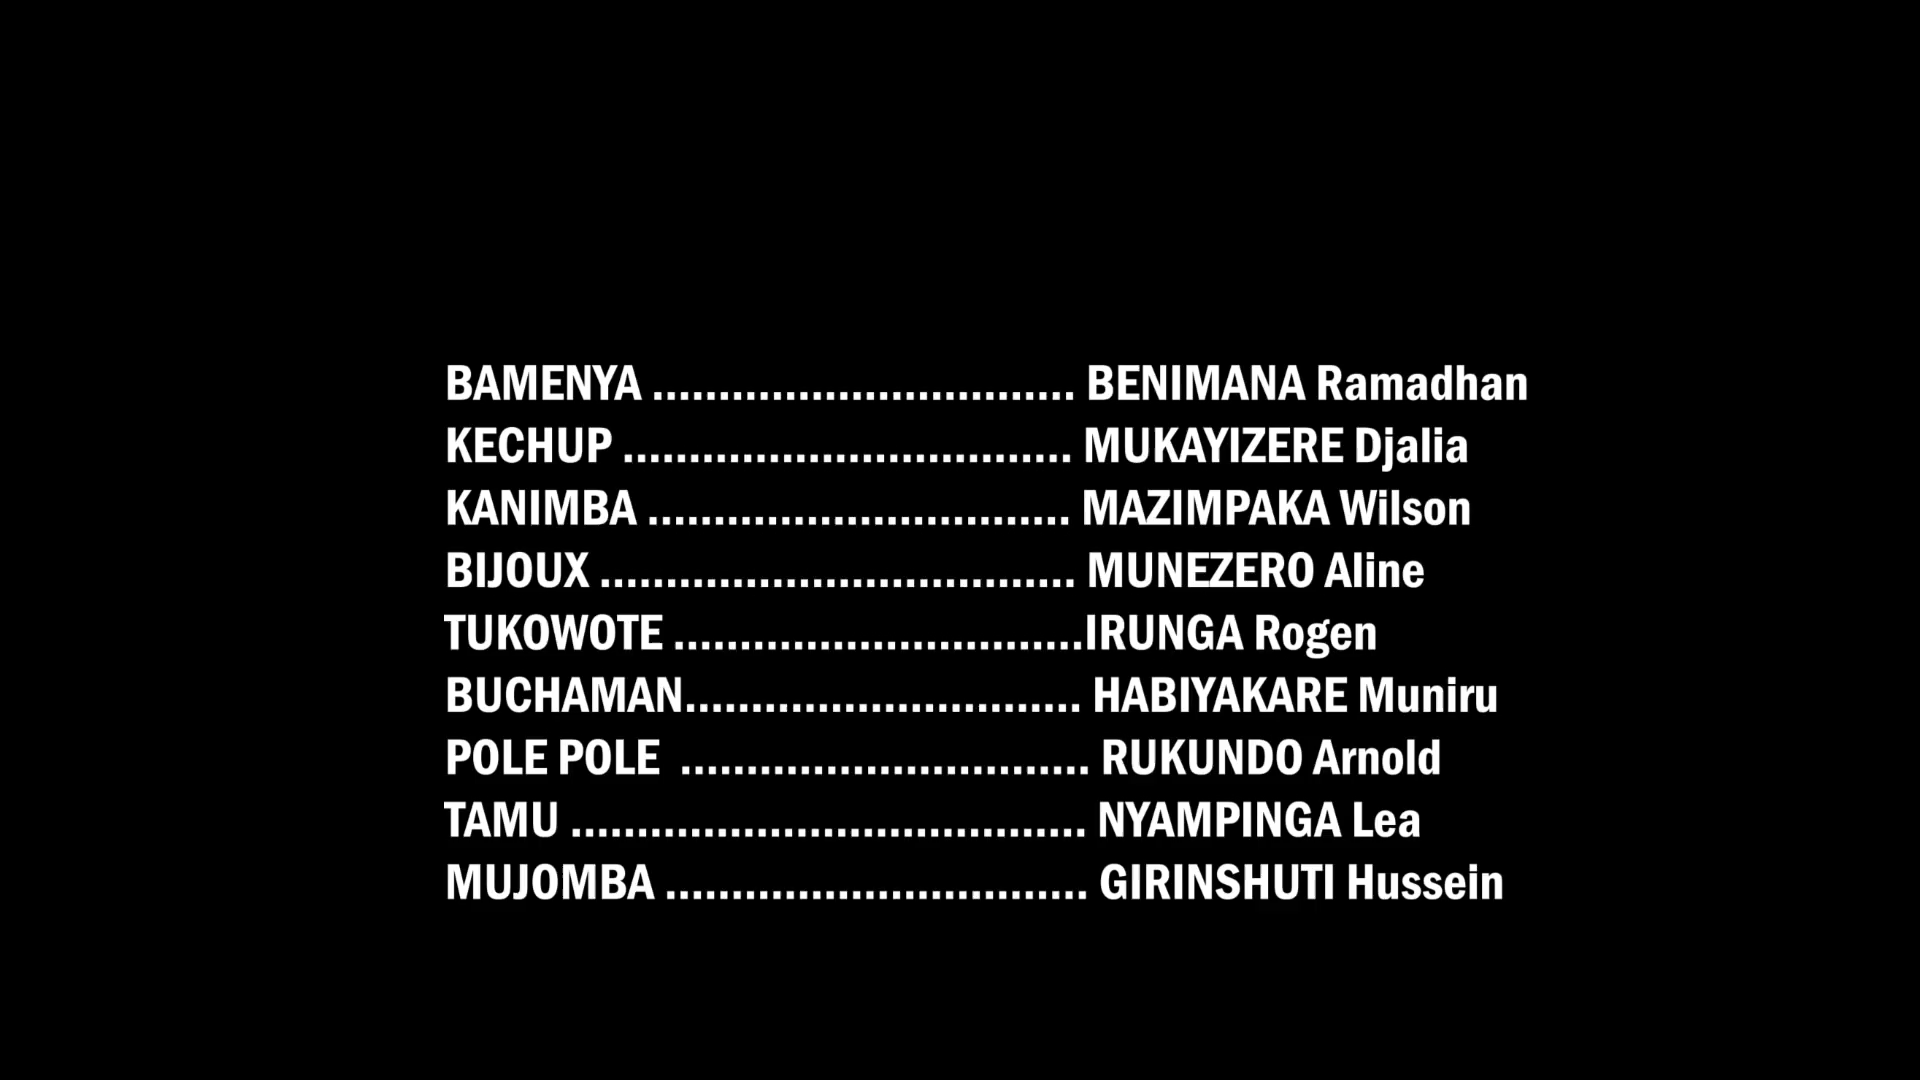 BAMENYA ................................ BENIMANA Ramadhan
KECHUP .................................. MUKAYIZERE Djalia
KANIMBA ................................ MAZIMPAKA Wilson
BIJOUX .................................... MUNEZERO Aline
TUKOWOTE ...............................IRUNGA Rogen
BUCHAMAN.............................. HABIYAKARE Muniru
POLE POLE  ............................... RUKUNDO Arnold
TAMU ....................................... NYAMPINGA Lea
MUJOMBA ................................ GIRINSHUTI Hussein